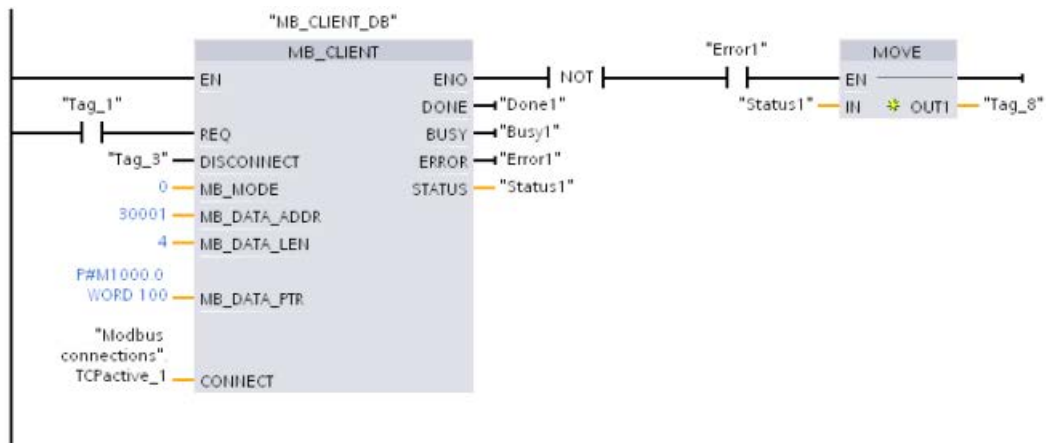 "MB_CLIENT_DB"
MB_CLIENT
"Error1"
MOVE
EN
ENO
NOT
EN
"Tag_1"
DONE
"Done1"
"Status1"
IN
OUT1
"Tag_8"
REQ
BUSY
"Busy1"
"Tag_3"
DISCONNECT
ERROR
"Error1"
0
MB_MODE
STATUS
"Status1"
30001
MB_DATA_ADDR
4
MB_DATA_LEN
P#M1000.0
WORD 100
MB_DATA_PTR
"Modbus
connections".
TCPactive_1
CONNECT